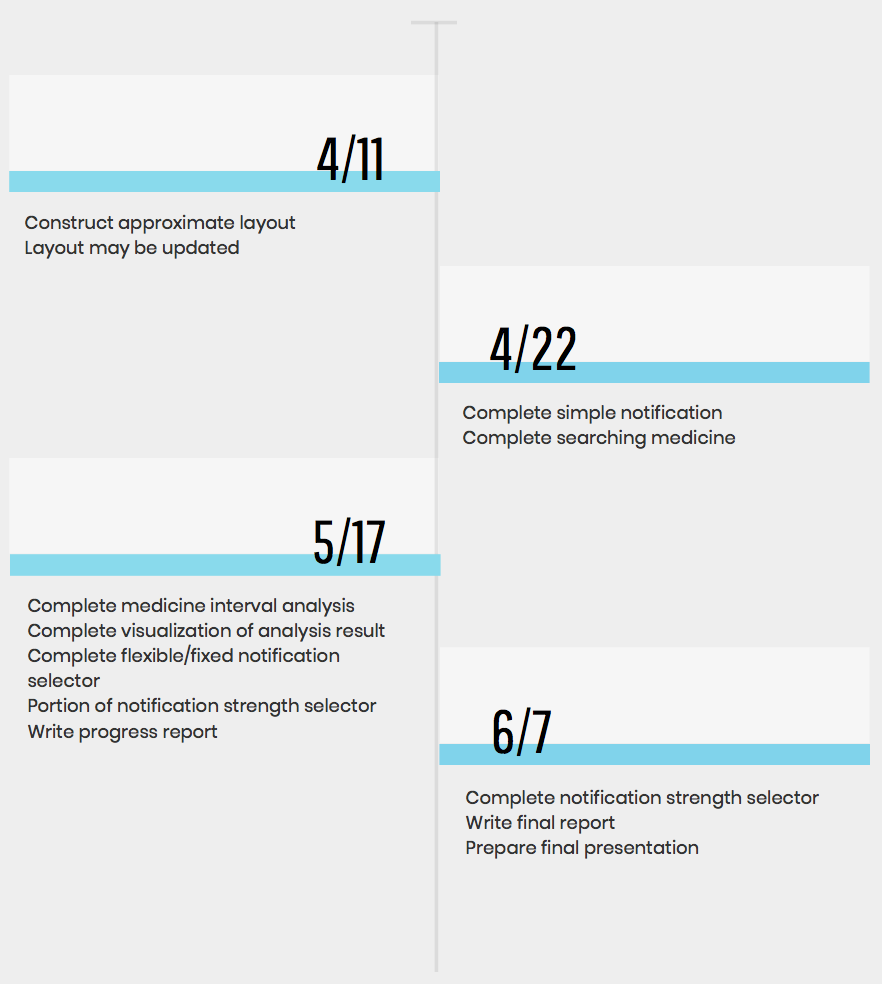 4/11
Construct approximate layout
Layout may be updated
4/22
Complete simple notification
Complete searching medicine
5/17
Complete medicine interval analysis
Complete visualization of analysis result
Complete flexible/fixed notification
selector
Portion of notification strength selector
Write progress report
6/7
Complete notification strength selector
Write final report
Prepare final presentation